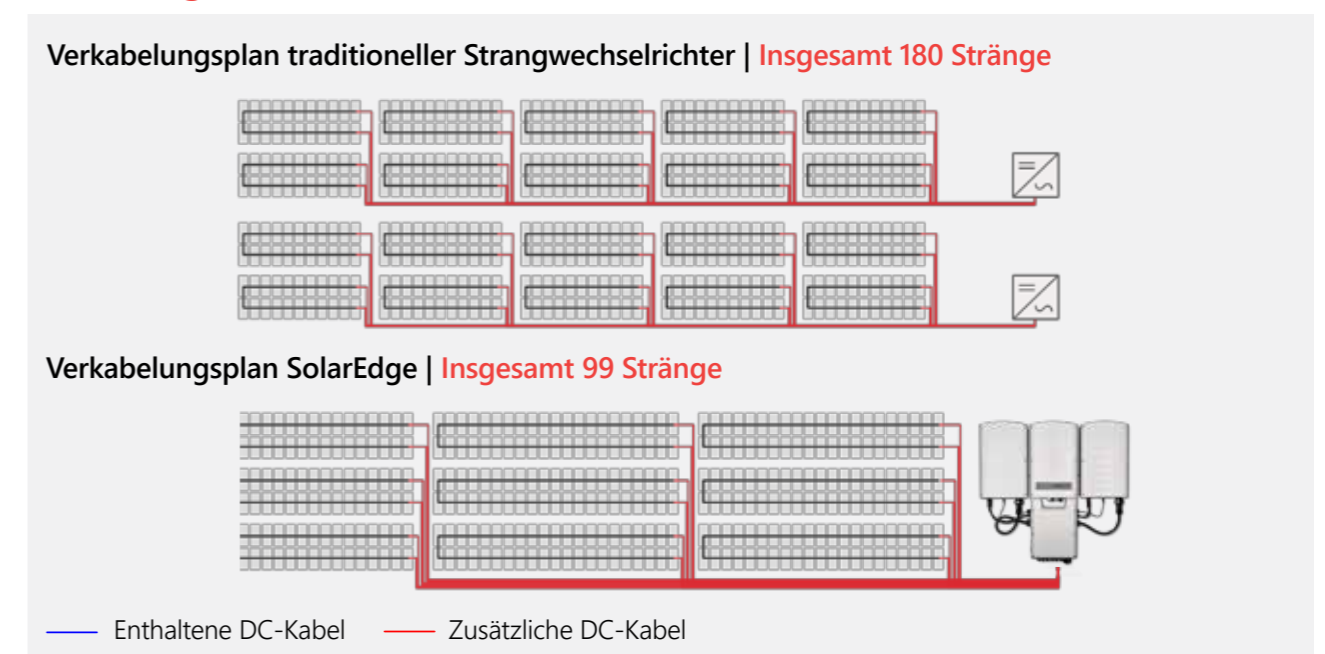 Verkabelungsplan traditioneller Strangwechselrichter | Insgesamt 180 Stränge
Verkabelungsplan SolarEdge | Insgesamt 99 Stränge
Enthaltene DC-Kabel Zusätzliche DC-Kabel